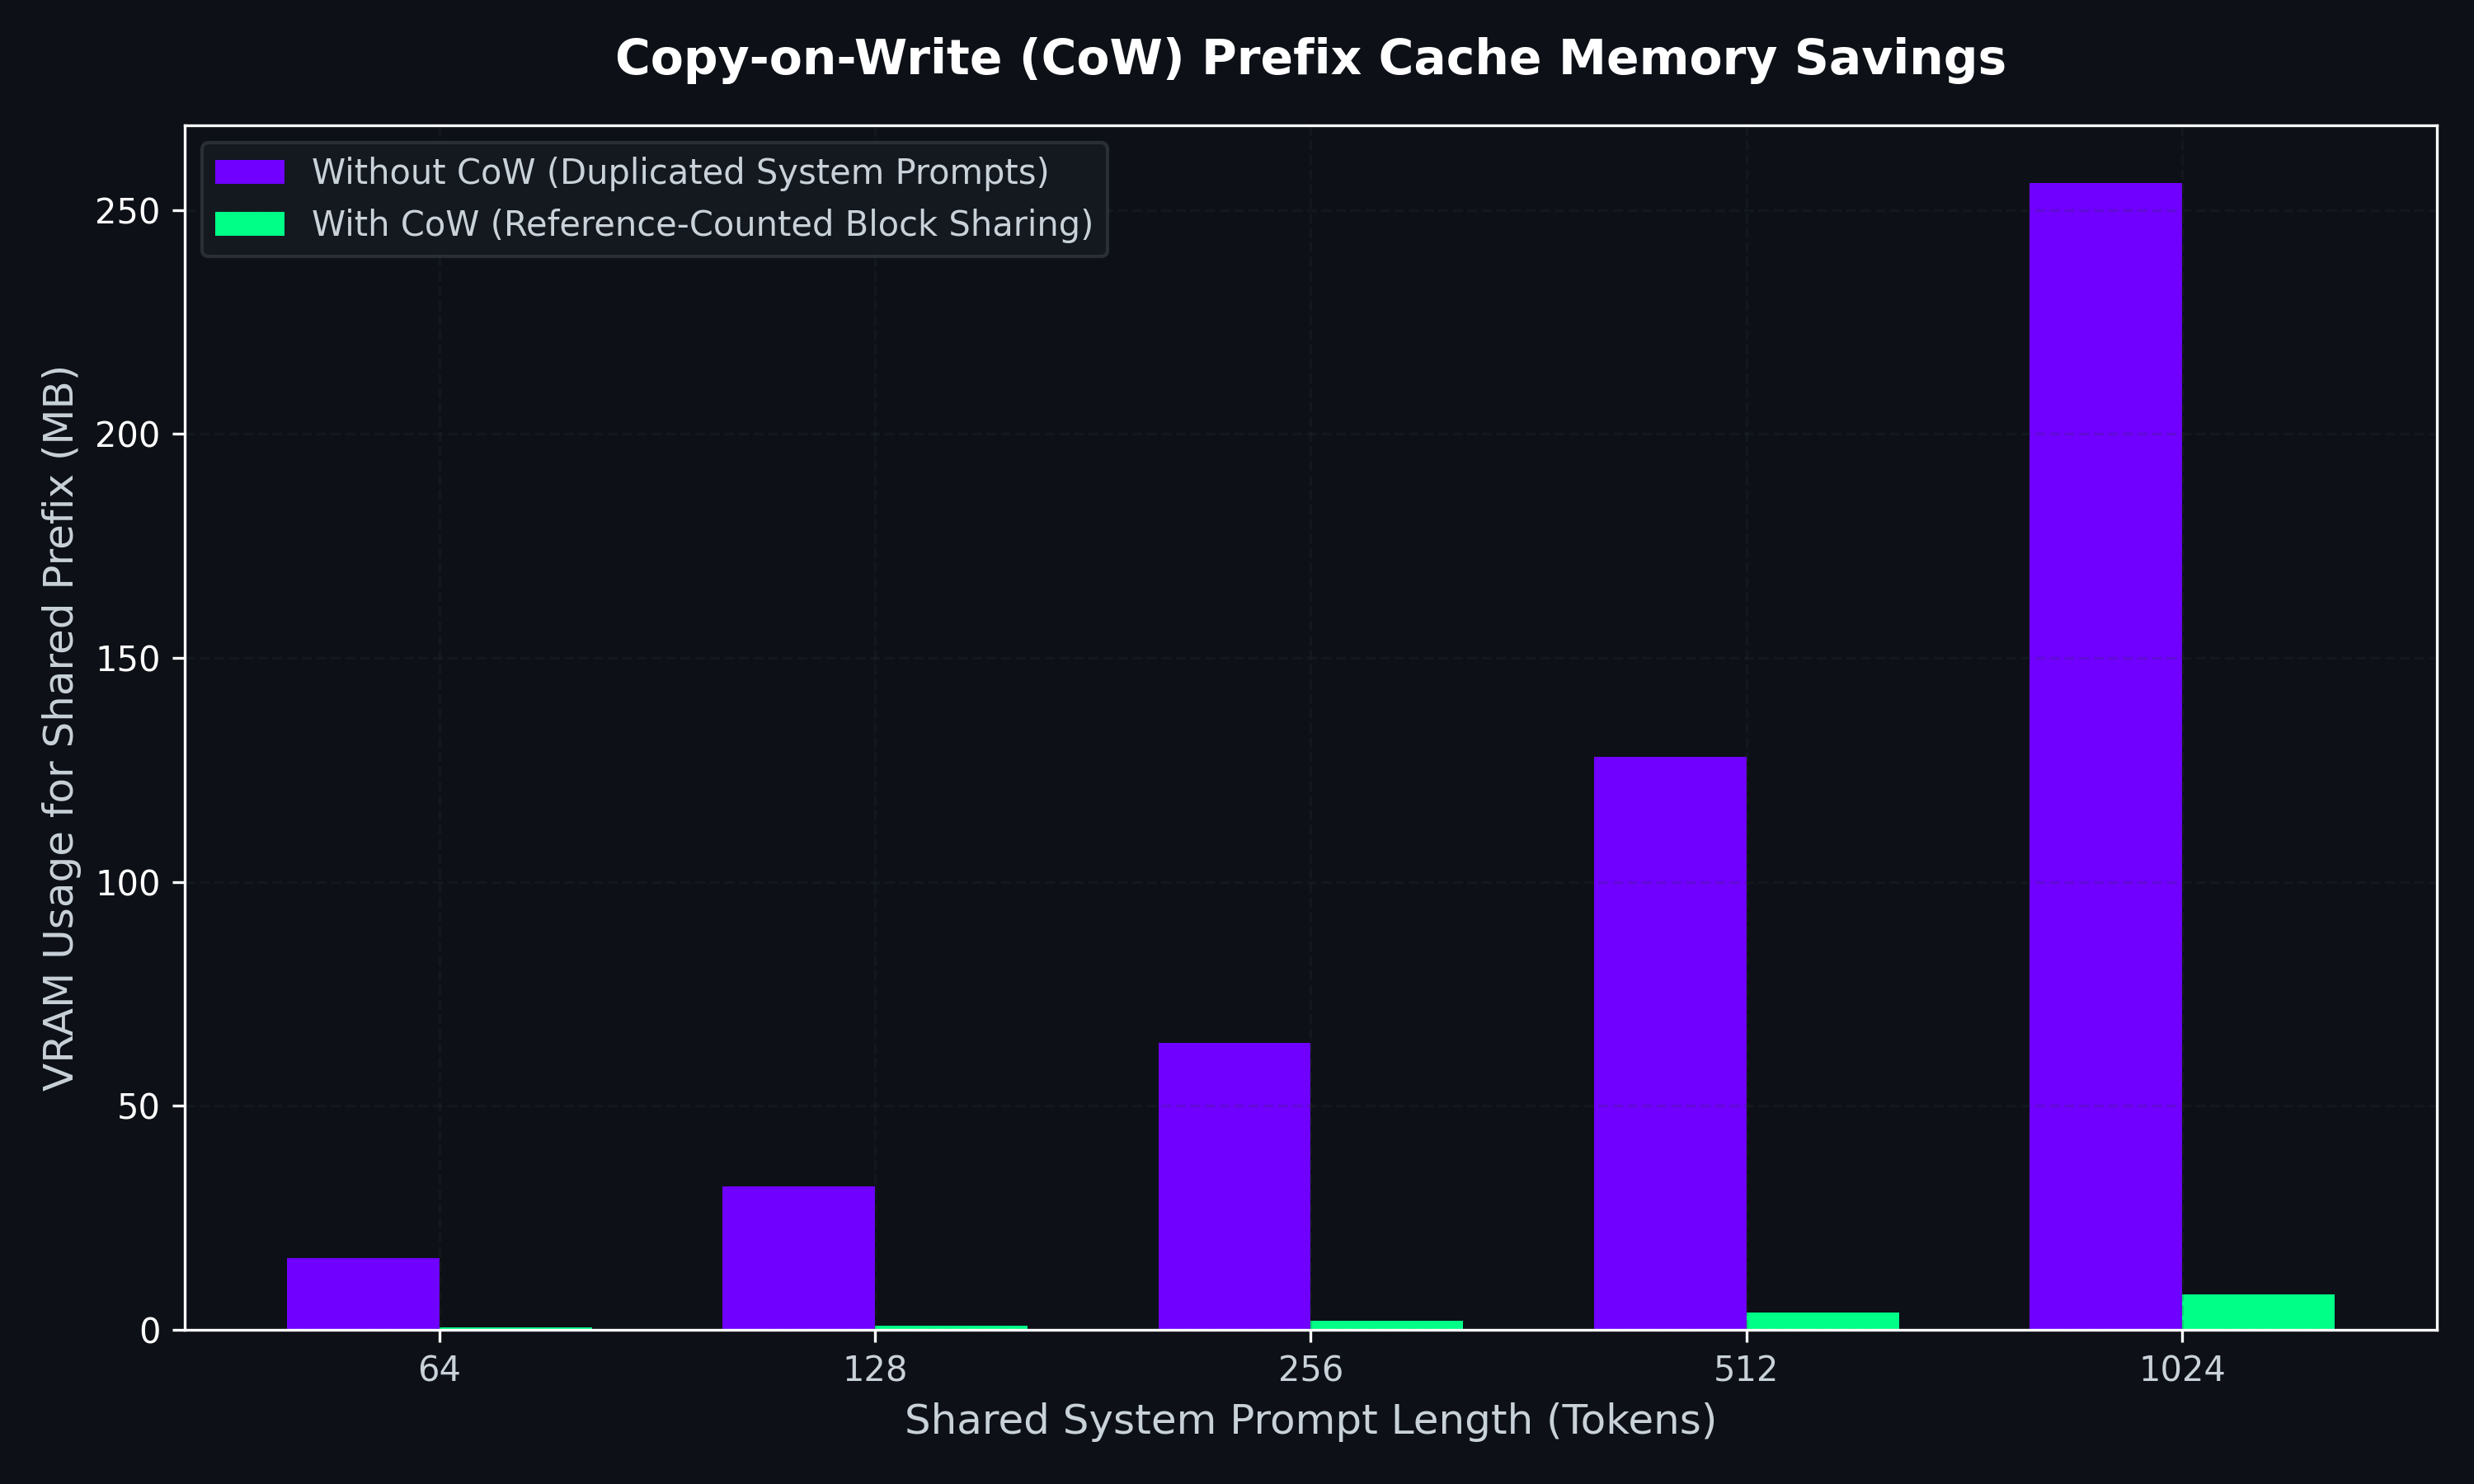 Copy-on-Write (CoW) Prefix Cache Memory Savings
Without CoW (Duplicated System Prompts)
With CoW (Reference-Counted Block Sharing)
VRAM Usage for Shared Prefix (MB)
250
200
150
100
50
0
64 128 256 512 1024
Shared System Prompt Length (Tokens)